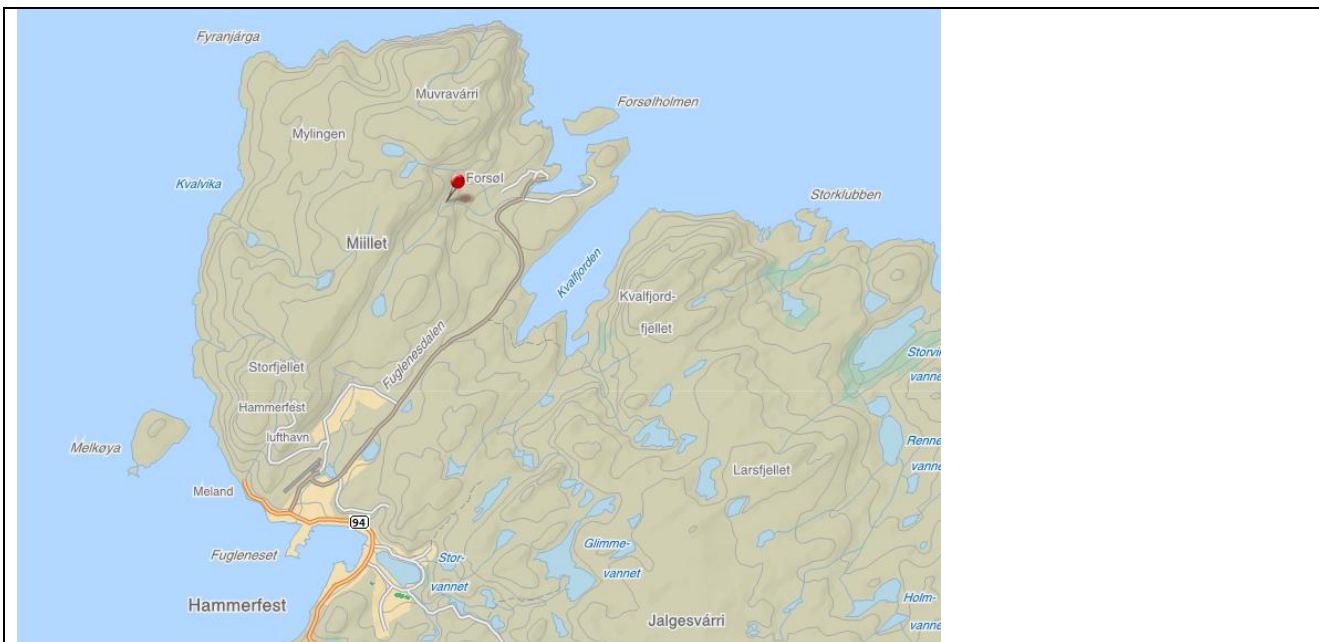 Fyranjárga
Muvravárri
Forsølholmen
Mylingen
Forsøl
Kvalvika
Storklubben
Miillet
Kvalfjorden
Kvalfjord-
fjellet
Fuglenesdalen
Storfjellet
Hammerfest
lufthavn
Melkøya
Larsfjellet
Meland
94
Fugleneset
Stor-
vannet
Glimme-
vannet
Hammerfest
Jalgesvárri
Storvi
vanne
Renne
vanne
Holm-
vanne